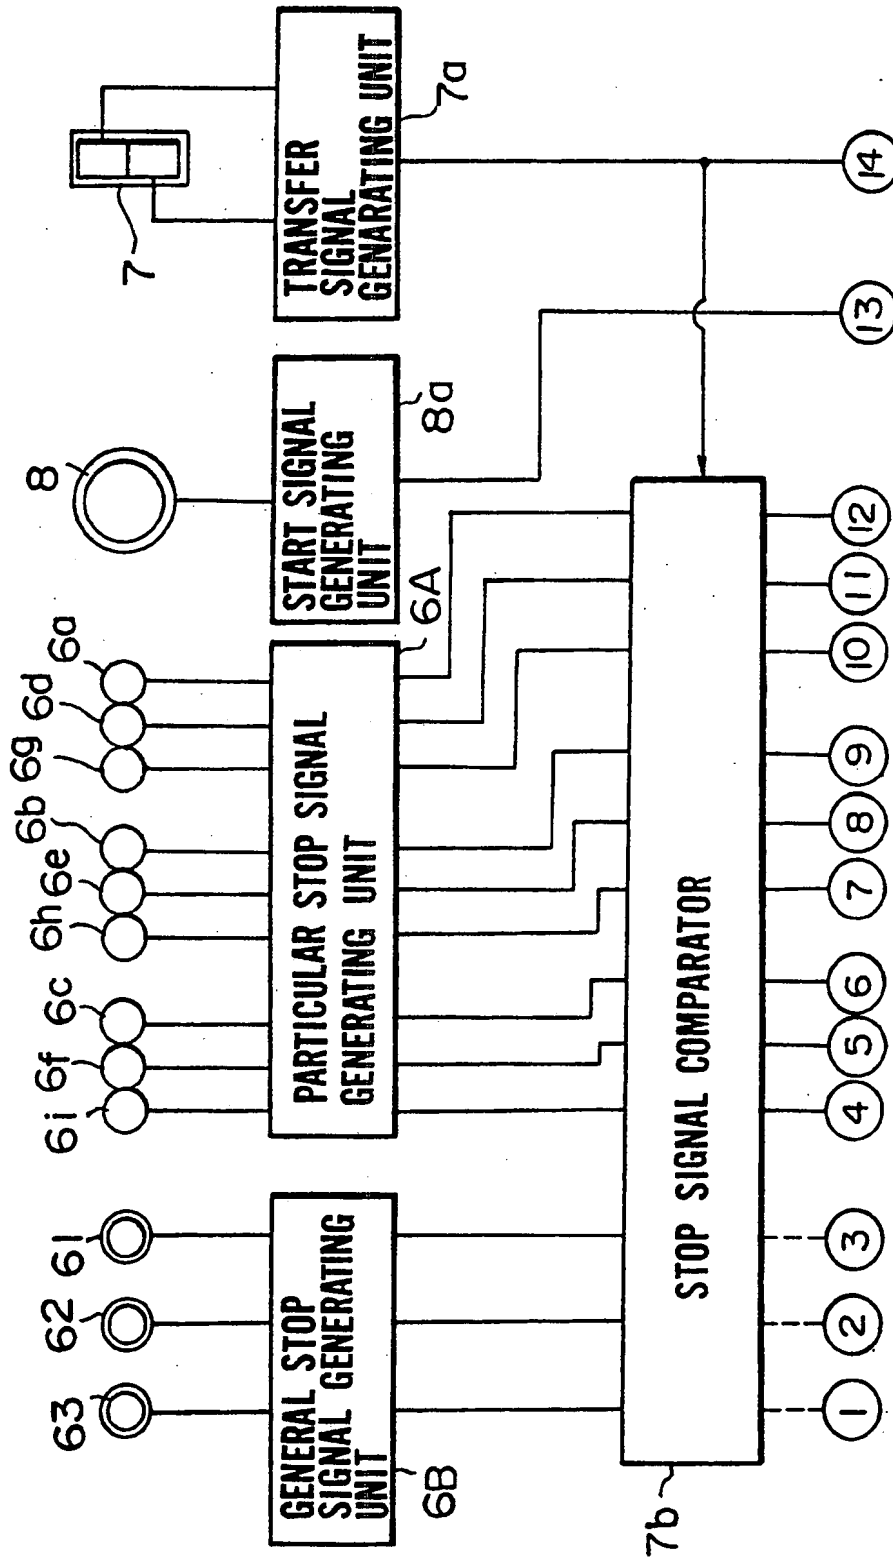 63
62
61
6i
6f
6c
6h
6e
6b
6g
6d
6a
8
7
GENERAL STOP
SIGNAL GENERATING
UNIT
6B
PARTICULAR STOP SIGNAL
GENERATING UNIT
6A
START SIGNAL
GENERATING
UNIT
8a
TRANSFER
SIGNAL
GENARATING UNIT
7a
STOP SIGNAL COMPARATOR
7b
1
2
3
4
5
6
7
8
9
10
11
12
13
14